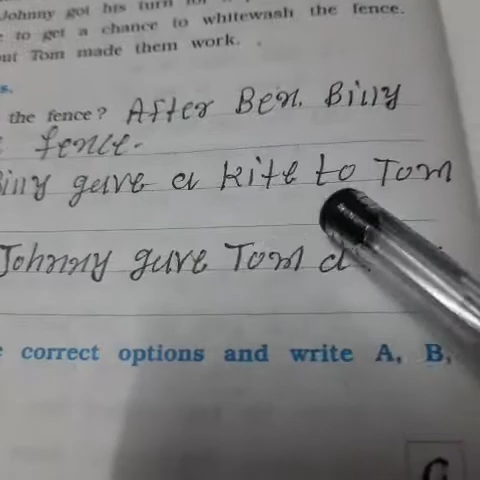 Johnny got his turn
to get a chance to whitewash the fence.
Tom made them work.
the fence? After Ben, Billy
fence.
gave a kite to Tom
Johnny gave Tom a
correct options and write A, B,